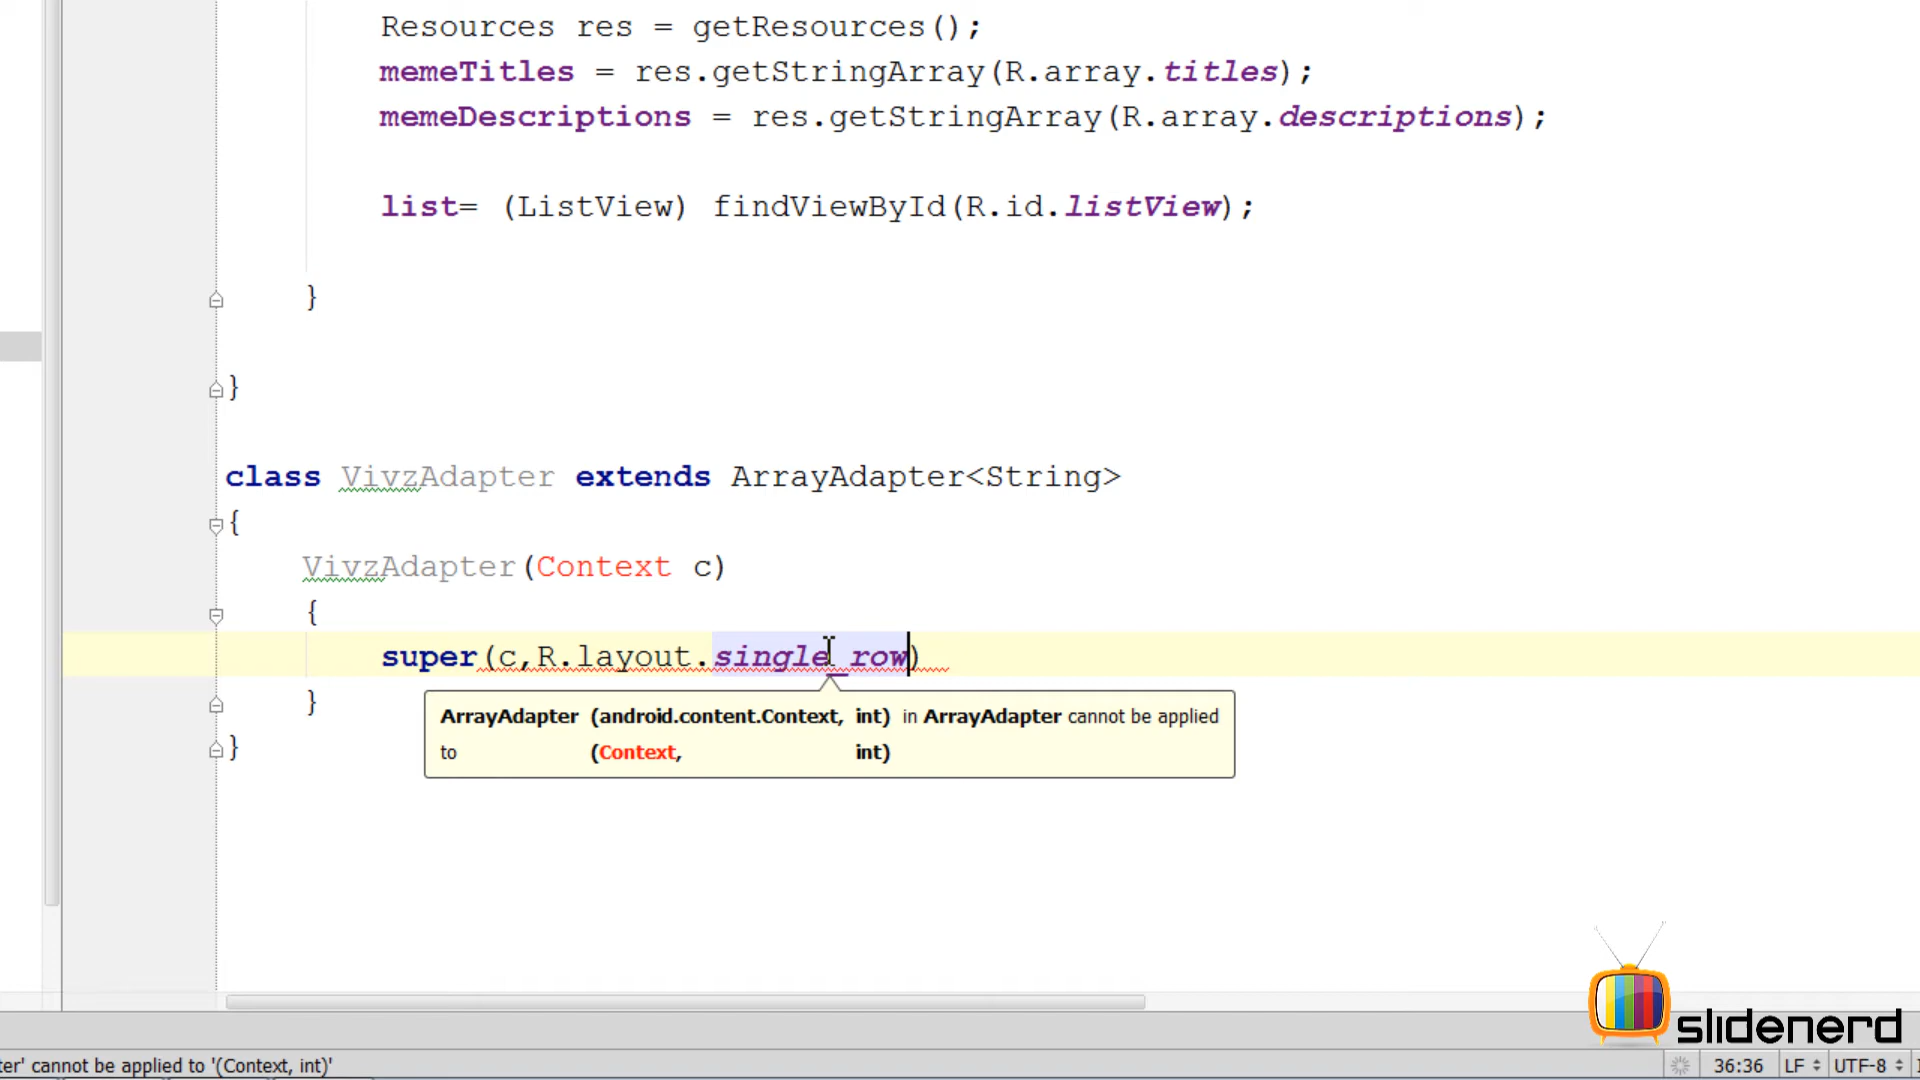 Resources res = getResources();
memeTitles = res.getStringArray(R.array.titles);
memeDescriptions = res.getStringArray(R.array.descriptions);
list= (ListView) findViewById(R.id.listView);
}
}
class VivzAdapter extends ArrayAdapter<String>
{
VivzAdapter(Context c)
{
super(c,R.layout.single_row)
}
ArrayAdapter (android.content.Context, int) in ArrayAdapter cannot be applied
to (Context, int)
}
slidenerd
ter' cannot be applied to '(Context, int)' 36:36 LF UTF-8